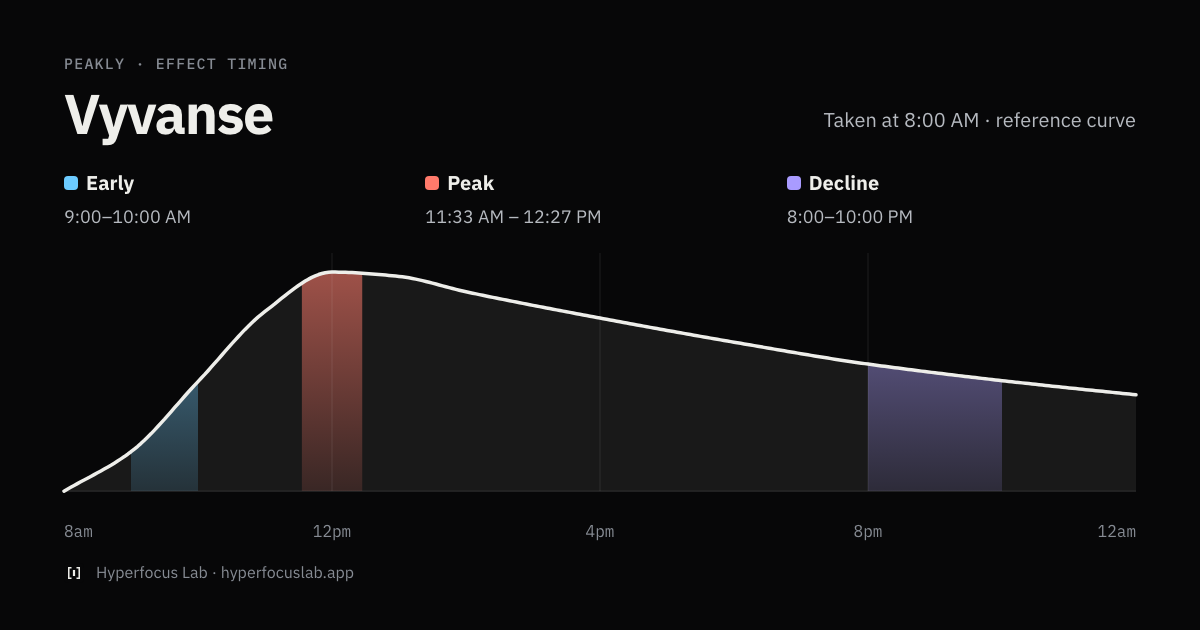 PEAKLY · EFFECT TIMING
Vyvanse
Taken at 8:00 AM · reference curve
Early
Peak
Decline
9:00–10:00 AM
11:33 AM – 12:27 PM
8:00–10:00 PM
8am
12pm
4pm
8pm
12am
Hyperfocus Lab · hyperfocuslab.app